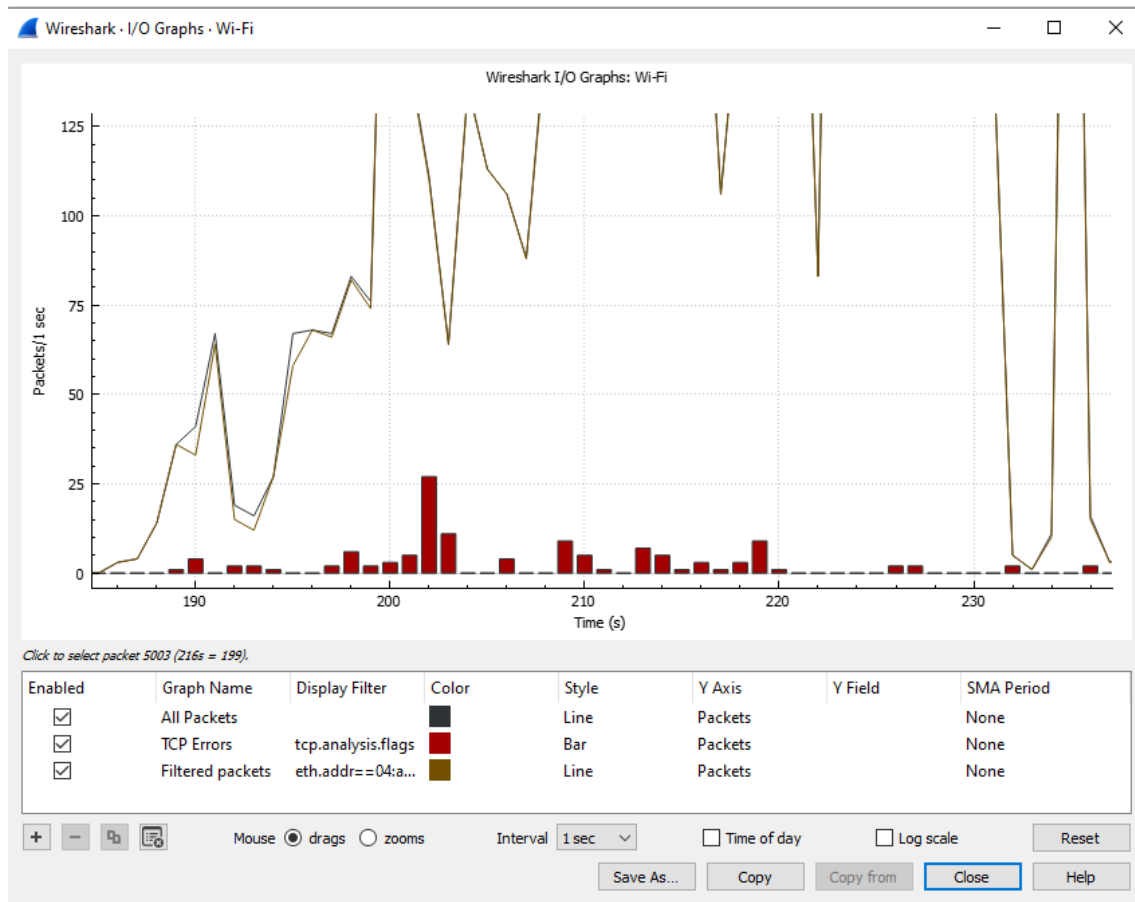 Wireshark · I/O Graphs · Wi-Fi
Wireshark I/O Graphs: Wi-Fi
125
100
75
50
25
0
Packets/1 sec
190 200 210 220 230
Time (s)
Click to select packet 5003 (216s = 199).
Enabled Graph Name Display Filter Color Style Y Axis Y Field SMA Period
All Packets Line Packets None
TCP Errors tcp.analysis.flags Bar Packets None
Filtered packets eth.addr==04:a... Line Packets None
+ − Mouse drags zooms Interval 1 sec Time of day Log scale Reset
Save As... Copy Copy from Close Help